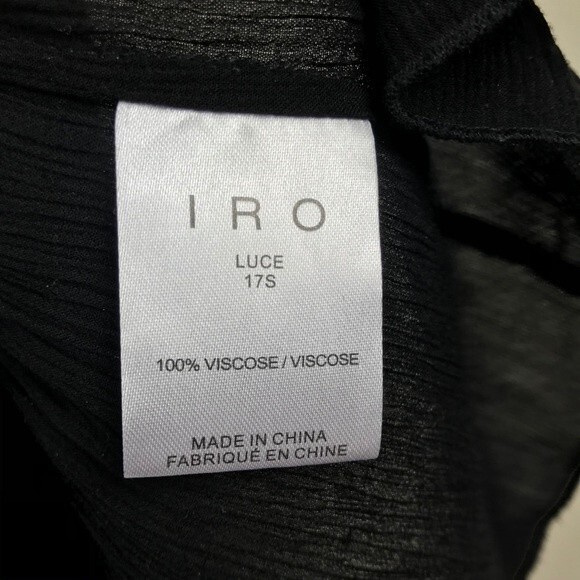 IRO
LUCE
17S
100% VISCOSE / VISCOSE
MADE IN CHINA
FABRIQUÉ EN CHINE